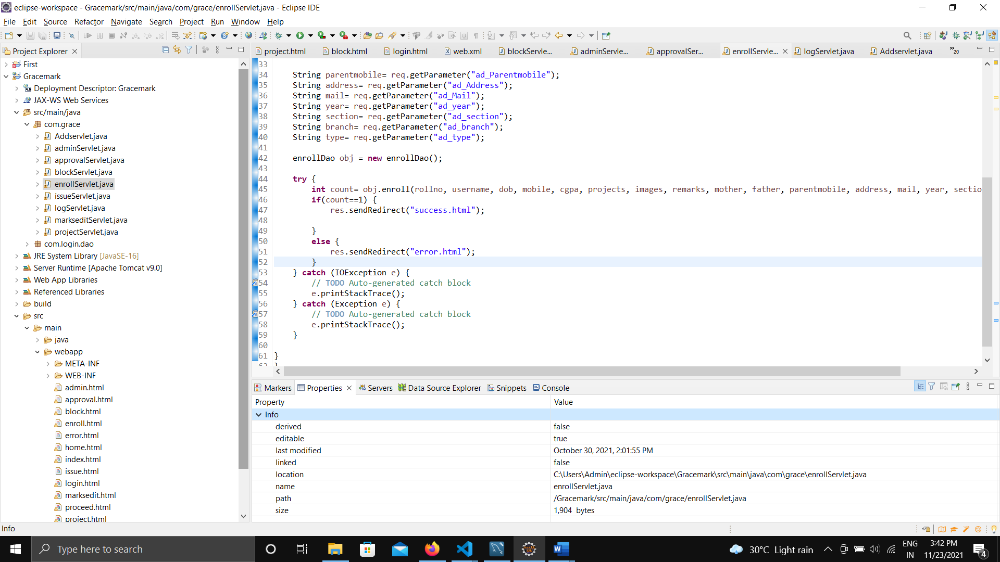 eclipse-workspace - Gracemark/src/main/java/com/grace/enrollServlet.java - Eclipse IDE
File Edit Source Refactor Navigate Search Project Run Window Help
Project Explorer
First
Gracemark
Deployment Descriptor: Gracemark
JAX-WS Web Services
src/main/java
com.grace
Addservlet.java
adminServlet.java
approvalServlet.java
blockServlet.java
enrollServlet.java
issueServlet.java
logServlet.java
markseditServlet.java
projectServlet.java
com.login.dao
JRE System Library [JavaSE-16]
Server Runtime [Apache Tomcat v9.0]
Web App Libraries
Referenced Libraries
build
src
main
java
webapp
META-INF
WEB-INF
admin.html
approval.html
block.html
enroll.html
error.html
home.html
index.html
issue.html
login.html
marksedit.html
proceed.html
project.html
project.html block.html login.html web.xml blockServle... adminServle... approvalSer... enrollServle... logServlet.java Addservlet.java »20
33
34 String parentmobile= req.getParameter("ad_Parentmobile");
35 String address= req.getParameter("ad_Address");
36 String mail= req.getParameter("ad_Mail");
37 String year= req.getParameter("ad_year");
38 String section= req.getParameter("ad_section");
39 String branch= req.getParameter("ad_branch");
40 String type= req.getParameter("ad_type");
41
42 enrollDao obj = new enrollDao();
43
44 try {
45 int count= obj.enroll(rollno, username, dob, mobile, cgpa, projects, images, remarks, mother, father, parentmobile, address, mail, year, sectio
46 if(count==1) {
47 res.sendRedirect("success.html");
48
49 }
50 else {
51 res.sendRedirect("error.html");
52 }
53 } catch (IOException e) {
54 // TODO Auto-generated catch block
55 e.printStackTrace();
56 } catch (Exception e) {
57 // TODO Auto-generated catch block
58 e.printStackTrace();
59 }
60
61 }
62 }
Markers Properties Servers Data Source Explorer Snippets Console
Property Value
Info
derived false
editable true
last modified October 30, 2021, 2:01:55 PM
linked false
location C:\Users\Admin\eclipse-workspace\Gracemark\src\main\java\com\grace\enrollServlet.java
name enrollServlet.java
path /Gracemark/src/main/java/com/grace/enrollServlet.java
size 1,904 bytes
Info
Type here to search
30°C Light rain
ENG
IN
3:42 PM
11/23/2021
4